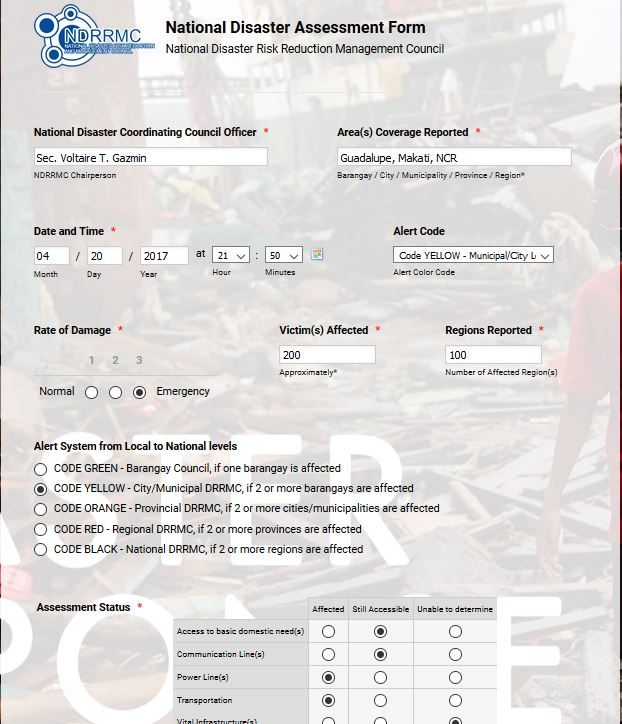 NDRRMC
National Disaster Assessment Form
National Disaster Risk Reduction Management Council
National Disaster Coordinating Council Officer *
Area(s) Coverage Reported *
Sec. Voltaire T. Gazmin
Guadalupe, Makati, NCR
NDRRMC Chairperson
Barangay / City / Municipality / Province / Region*
Date and Time *
Alert Code
04 / 20 / 2017 at 21 : 50
Code YELLOW - Municipal/City L
Month Day Year Hour Minutes
Alert Color Code
Rate of Damage *
Victim(s) Affected *
Regions Reported *
1 2 3
200
100
Approximately*
Number of Affected Region(s)
Normal Emergency
Alert System from Local to National levels
CODE GREEN - Barangay Council, if one barangay is affected
CODE YELLOW - City/Municipal DRRMC, if 2 or more barangays are affected
CODE ORANGE - Provincial DRRMC, if 2 or more cities/municipalities are affected
CODE RED - Regional DRRMC, if 2 or more provinces are affected
CODE BLACK - National DRRMC, if 2 or more regions are affected
ASTER
PON E
Assessment Status *
Affected Still Accessible Unable to determine
Access to basic domestic need(s)
Communication Line(s)
Power Line(s)
Transportation
Vital Infrastructure(s)